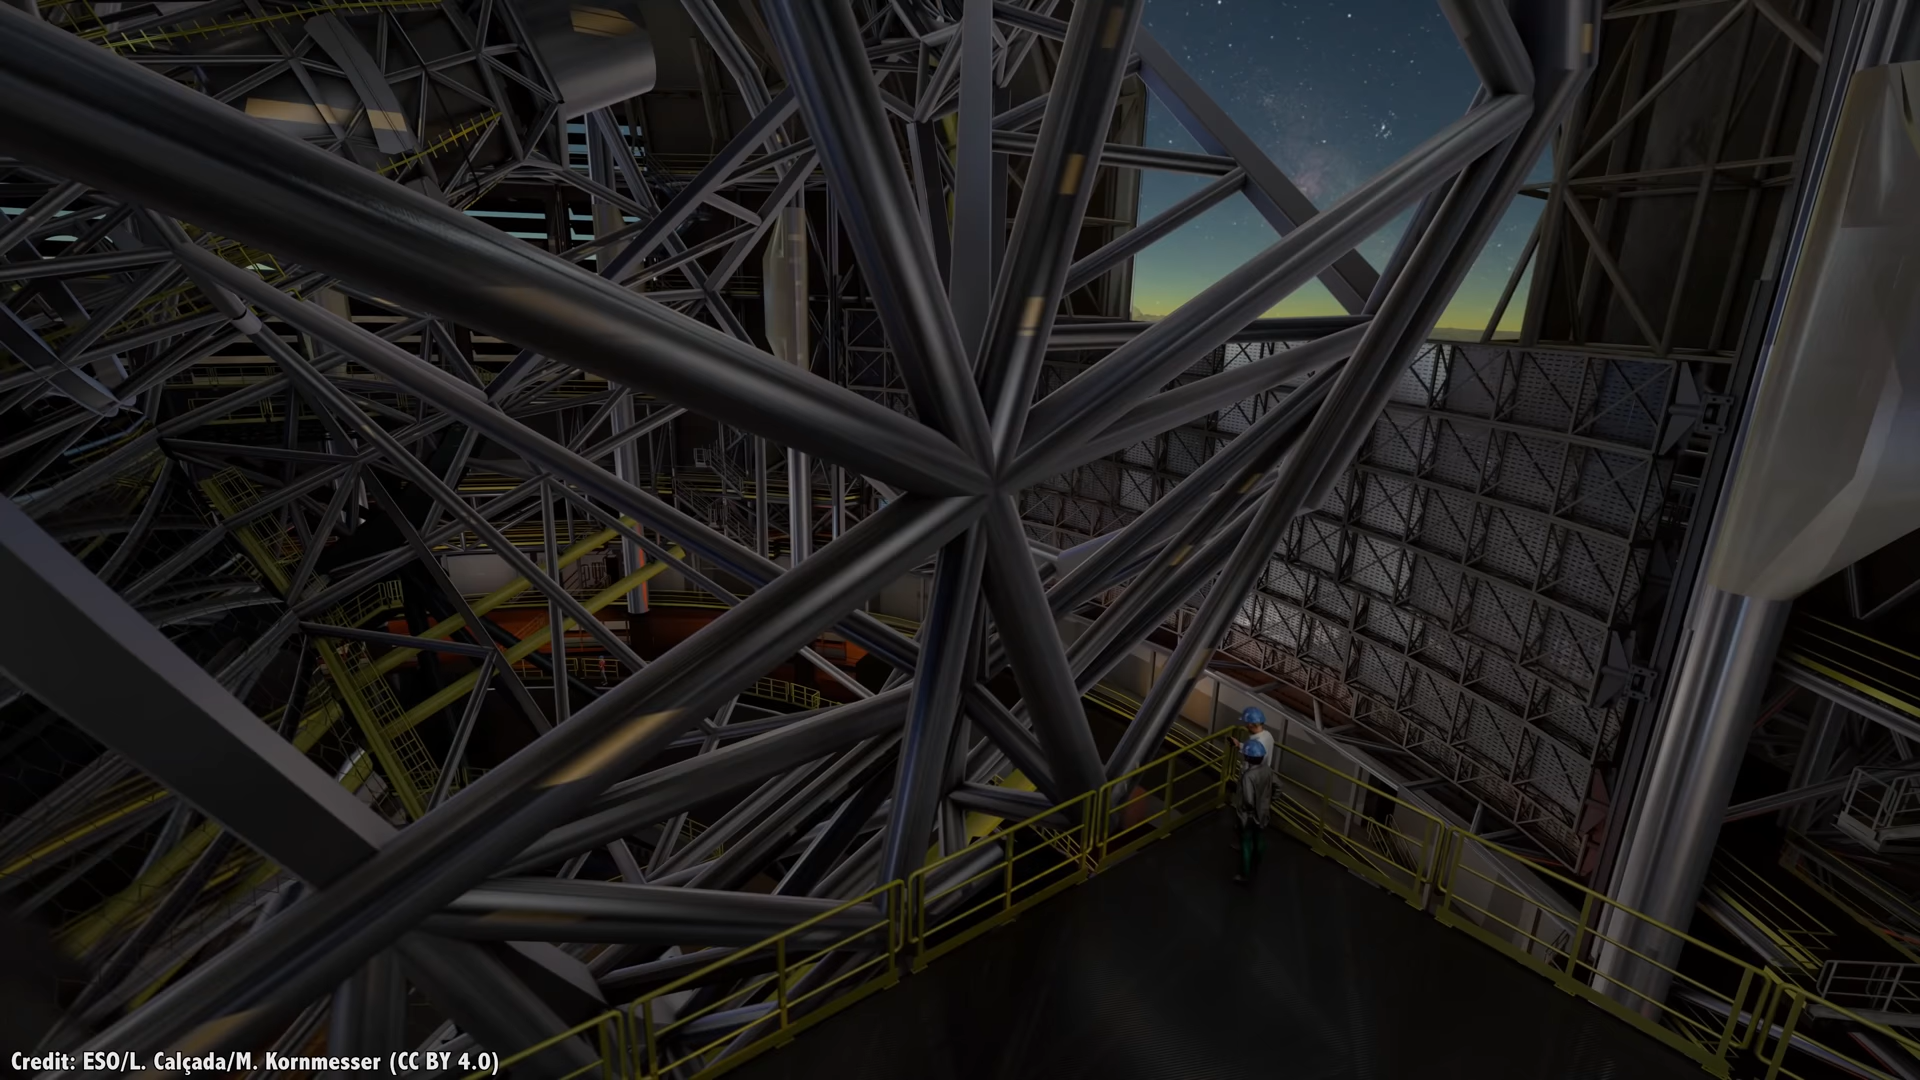 Credit: ESO/L. Calçada/M. Kornmesser (CC BY 4.0)